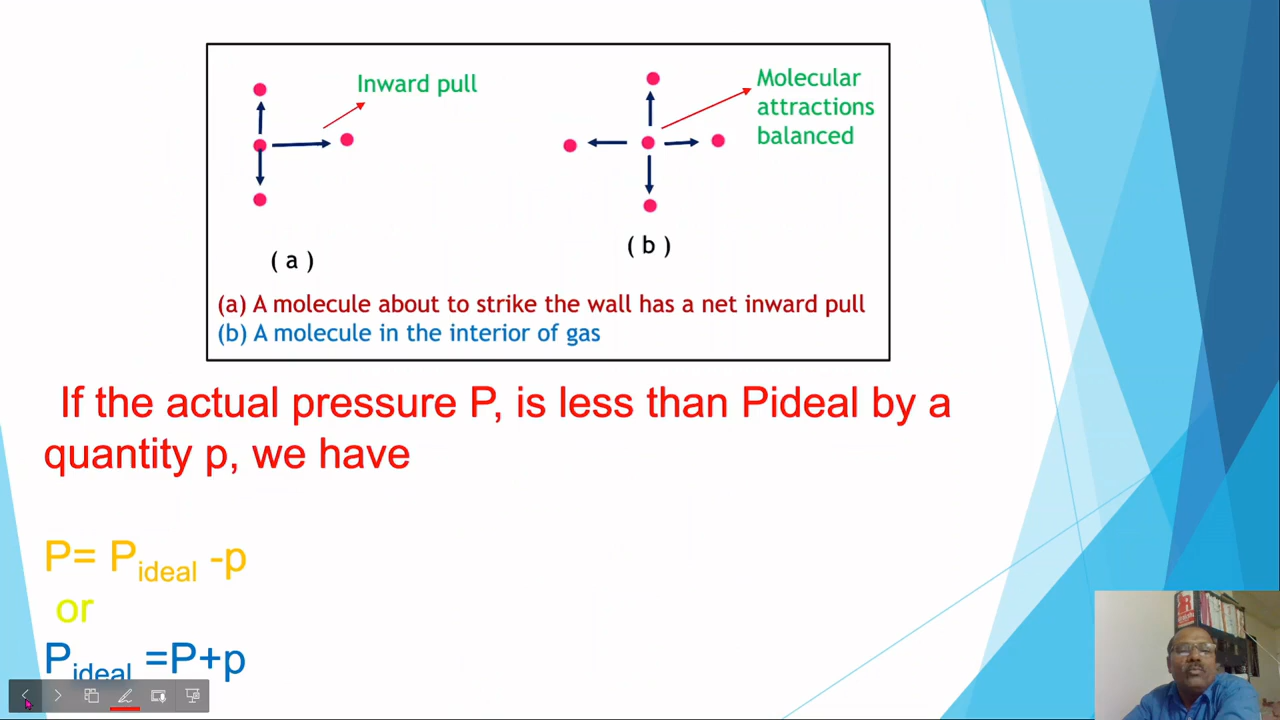 Inward pull
Molecular
attractions
balanced
( a )
( b )
(a) A molecule about to strike the wall has a net inward pull
(b) A molecule in the interior of gas
If the actual pressure P, is less than Pideal by a
quantity p, we have
P= Pideal -p
or
Pideal =P+p